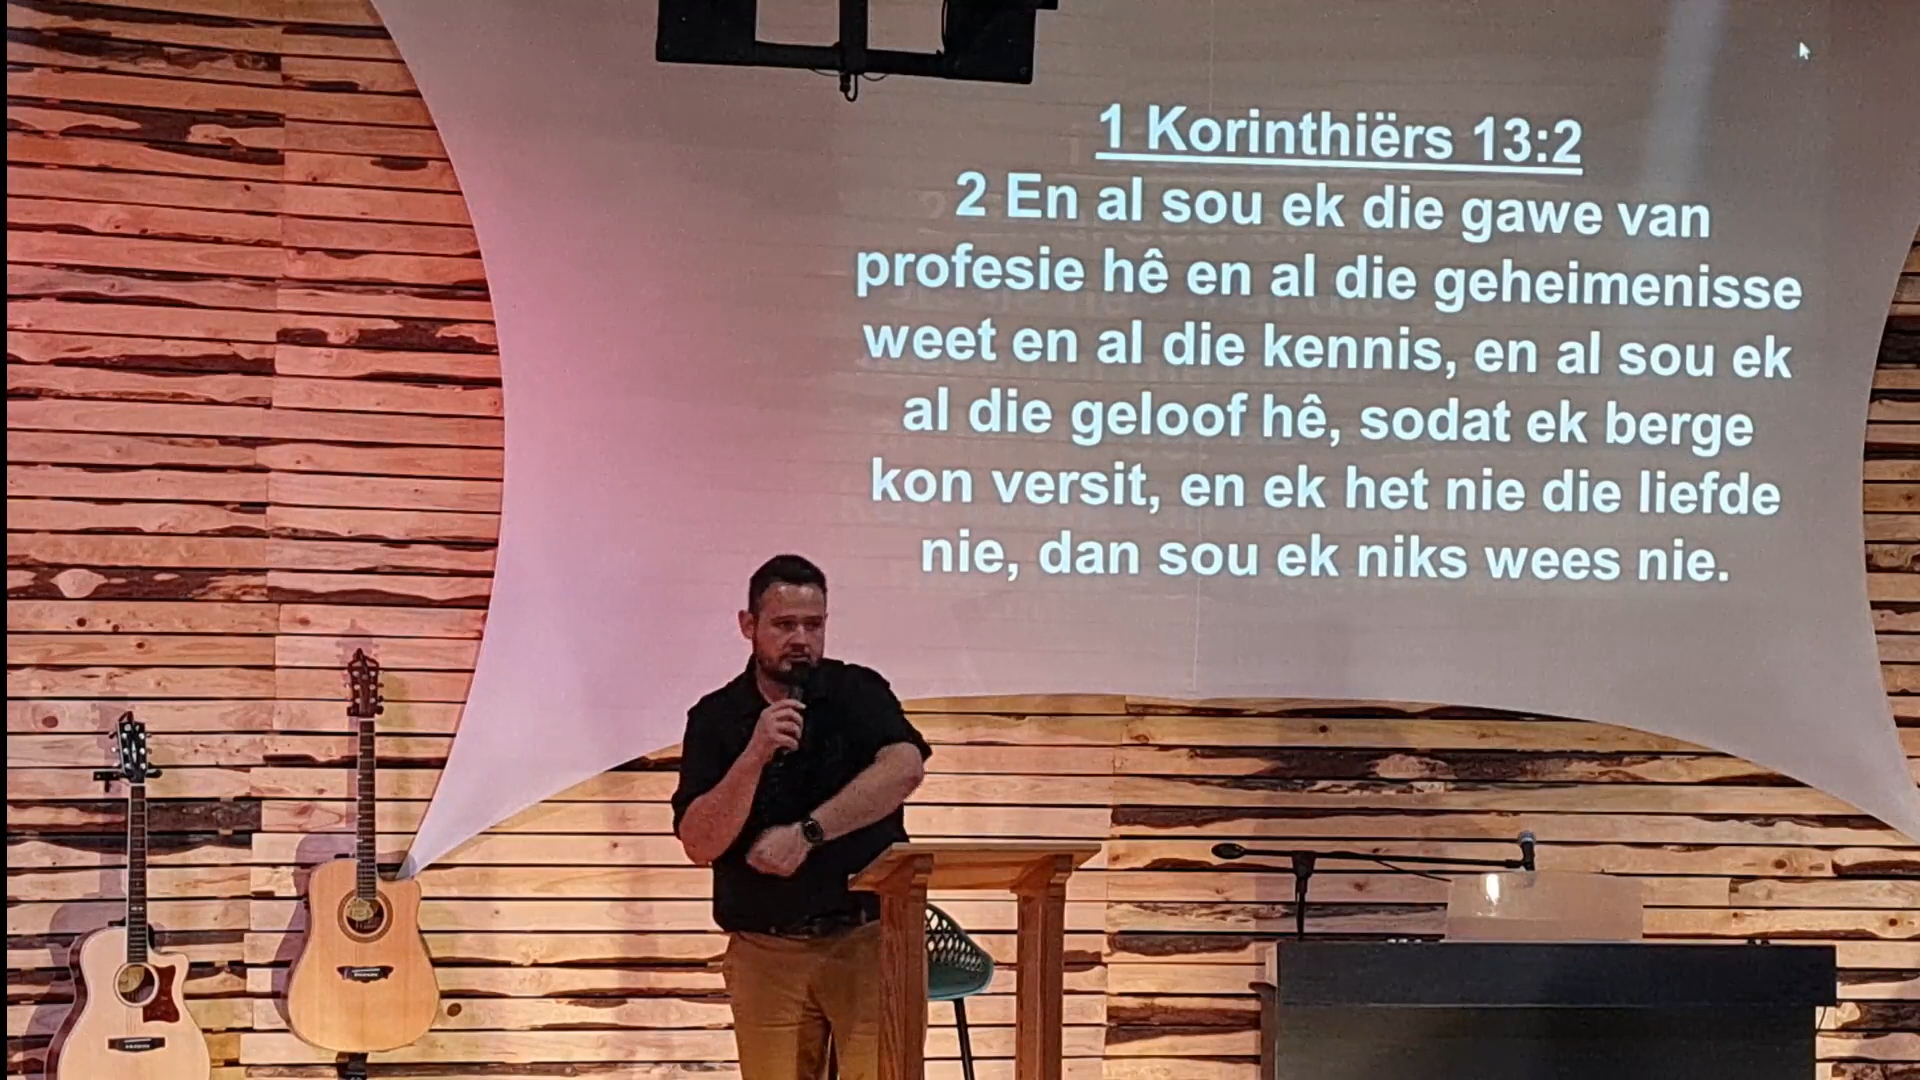 1 Korinthiërs 13:2
2 En al sou ek die gawe van
profesie hê en al die geheimenisse
weet en al die kennis, en al sou ek
al die geloof hê, sodat ek berge
kon versit, en ek het nie die liefde
nie, dan sou ek niks wees nie.